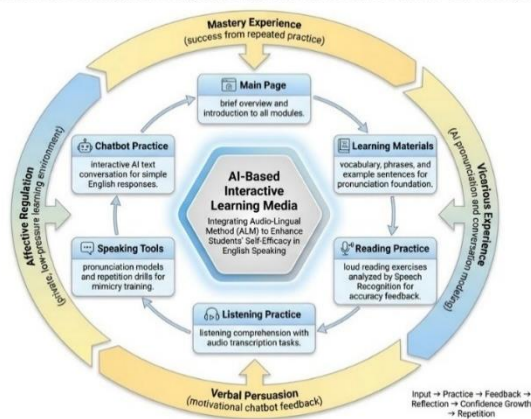 Mastery Experience
(success from repeated practice)
Main Page
brief overview and
introduction to all modules.
Learning Materials
vocabulary, phrases, and
example sentences for
pronunciation foundation.
Reading Practice
loud reading exercises
analyzed by Speech
Recognition for
accuracy feedback.
Listening Practice
listening comprehension with
audio transcription tasks.
Speaking Tools
pronunciation models
and repetition drills for
mimicry training.
Chatbot Practice
interactive AI text
conversation for simple
English responses.
AI-Based
Interactive
Learning Media
Integrating Audio-Lingual
Method (ALM) to Enhance
Students' Self-Efficacy in
English Speaking
Vicarious Experience
(AI pronunciation and conversation modeling)
Verbal Persuasion
(motivational chatbot feedback)
Affective Regulation
(private, low-pressure learning environment)
Input → Practice → Feedback →
Reflection → Confidence Growth
→ Repetition